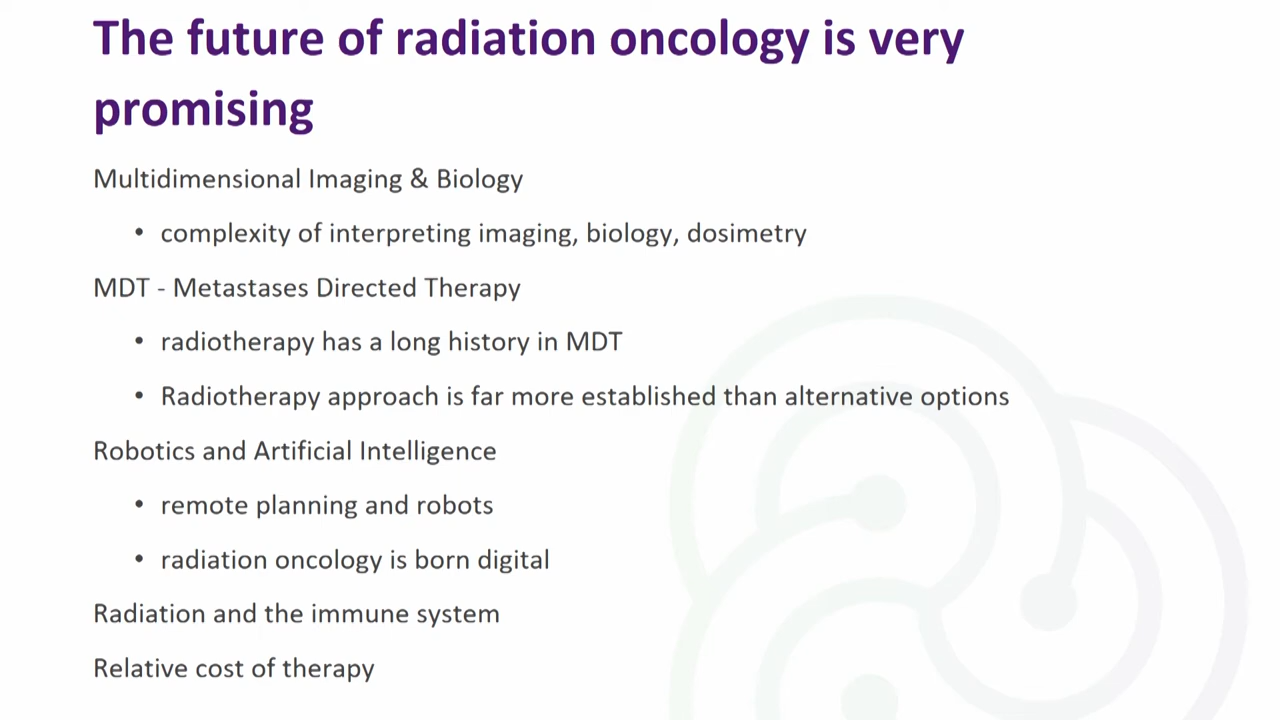 The future of radiation oncology is very
promising
Multidimensional Imaging & Biology
• complexity of interpreting imaging, biology, dosimetry
MDT - Metastases Directed Therapy
• radiotherapy has a long history in MDT
• Radiotherapy approach is far more established than alternative options
Robotics and Artificial Intelligence
• remote planning and robots
• radiation oncology is born digital
Radiation and the immune system
Relative cost of therapy